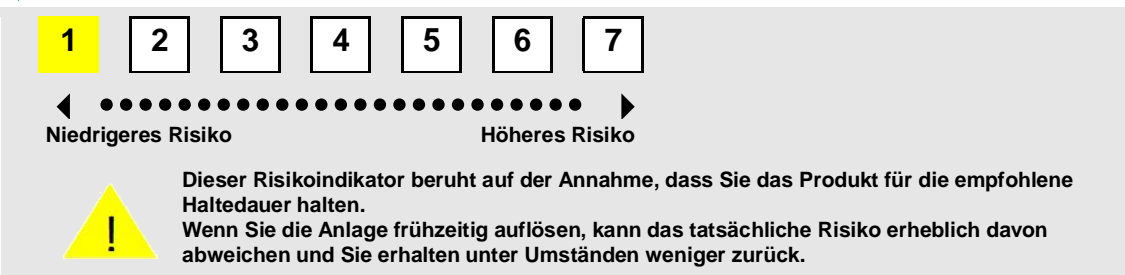 1 2 3 4 5 6 7
Niedrigeres Risiko Höheres Risiko
Dieser Risikoindikator beruht auf der Annahme, dass Sie das Produkt für die empfohlene
Haltedauer halten.
Wenn Sie die Anlage frühzeitig auflösen, kann das tatsächliche Risiko erheblich davon
abweichen und Sie erhalten unter Umständen weniger zurück.
!